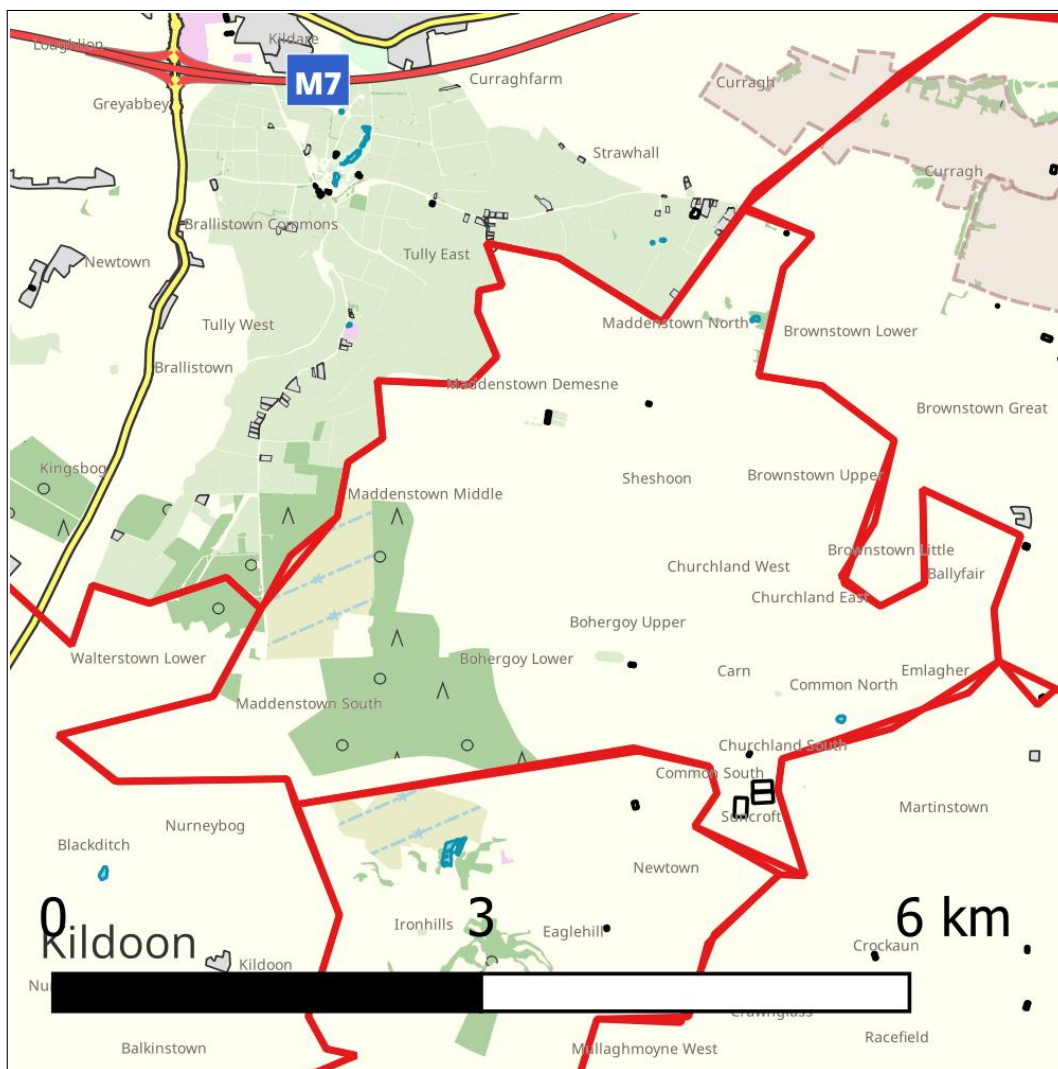 Loughlion
Kildare
M7
Curraghfarm
Curragh
Greyabbey
Strawhall
Curragh
Brallistown Commons
Tully East
Newtown
Tully West
Maddenstown North
Brownstown Lower
Brallistown
Maddenstown Demesne
Brownstown Great
Kingsbog
Sheshoon
Brownstown Upper
Maddenstown Middle
Brownstown Little
Churchland West
Ballyfair
Churchland East
Bohergoy Upper
Walterstown Lower
Bohergoy Lower
Carn
Emlagher
Common North
Maddenstown South
Churchland South
Common South
Martinstown
Suncroft
Nurneybog
Blackditch
Newtown
0 3 6 km
Ironhills
Eaglehill
Kildoon
Crockaun
Kildoon
Crawnglass
Racefield
Balkinstown
Mullaghmoyne West